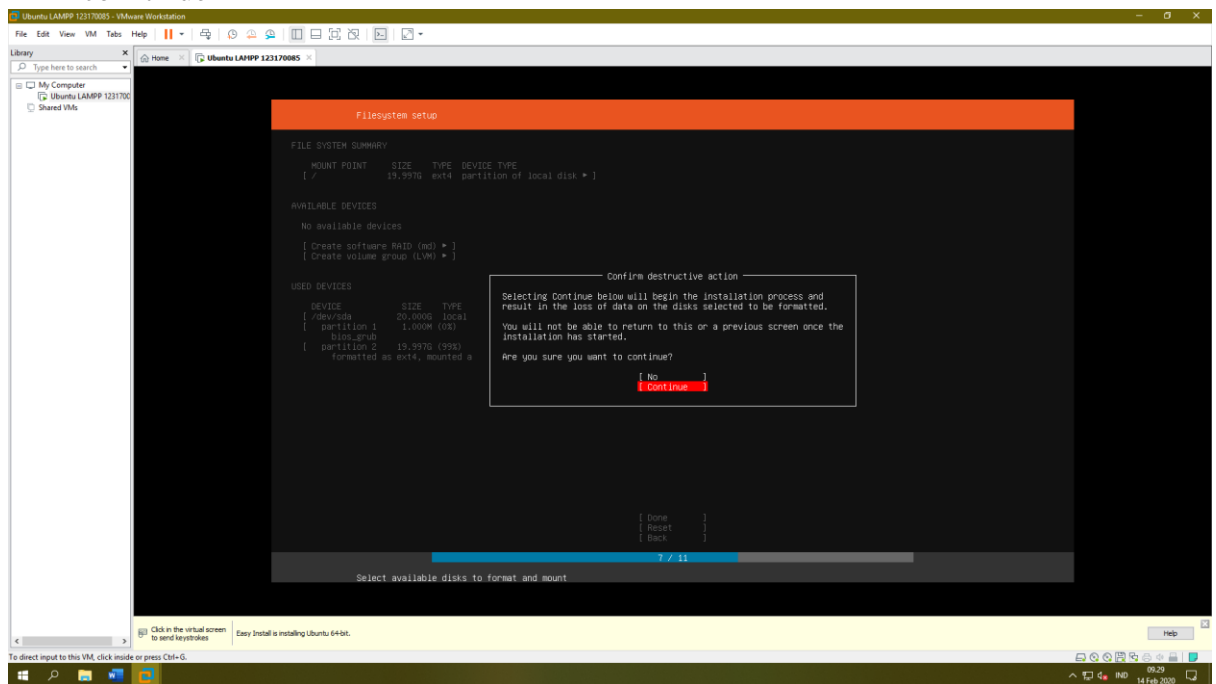 Ubuntu LAMPP 123170085 - VMware Workstation
File Edit View VM Tabs Help
Library
Type here to search
My Computer
Ubuntu LAMPP 1231700
Shared VMs
Home
Ubuntu LAMPP 123170085
Filesystem setup
FILE SYSTEM SUMMARY
MOUNT POINT SIZE TYPE DEVICE TYPE
[ / 19.997G ext4 partition of local disk ▸ ]
AVAILABLE DEVICES
No available devices
[ Create software RAID (md) ▸ ]
[ Create volume group (LVM) ▸ ]
USED DEVICES
DEVICE SIZE TYPE
[ /dev/sda 20.000G local
[ partition 1 1.000M (0%)
bios_grub
[ partition 2 19.997G (99%)
formatted as ext4, mounted a
Confirm destructive action
Selecting Continue below will begin the installation process and
result in the loss of data on the disks selected to be formatted.
You will not be able to return to this or a previous screen once the
installation has started.
Are you sure you want to continue?
[ No ]
[ Continue ]
[ Done ]
[ Reset ]
[ Back ]
7 / 11
Select available disks to format and mount
Click in the virtual screen
to send keystrokes
Easy Install is installing Ubuntu 64-bit.
Help
To direct input to this VM, click inside or press Ctrl+G.
IND
09.29
14 Feb 2020